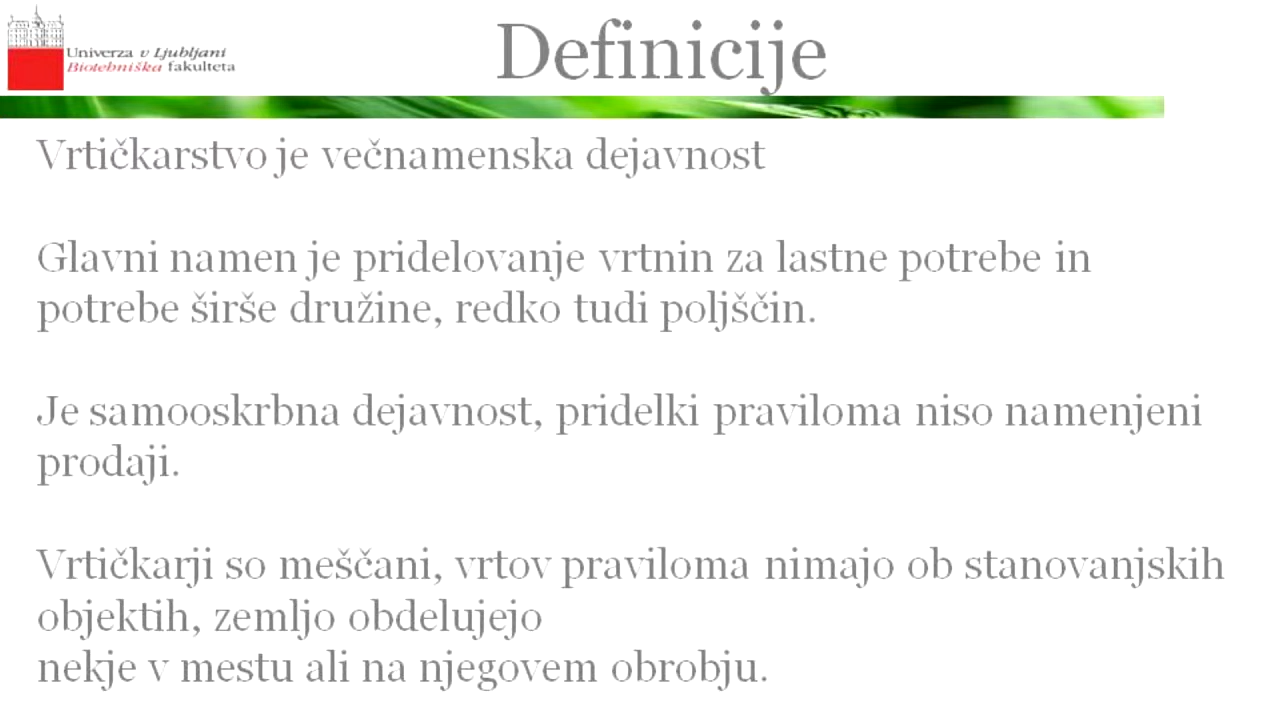 Definicije
Univerza v Ljubljani
Biotehniška fakulteta
Vrtičkarstvo je večnamenska dejavnost
Glavni namen je pridelovanje vrtnin za lastne potrebe in
potrebe širše družine, redko tudi poljščin.
Je samooskrbna dejavnost, pridelki praviloma niso namenjeni
prodaji.
Vrtičkarji so meščani, vrtov praviloma nimajo ob stanovanjskih
objektih, zemljo obdelujejo
nekje v mestu ali na njegovem obrobju.